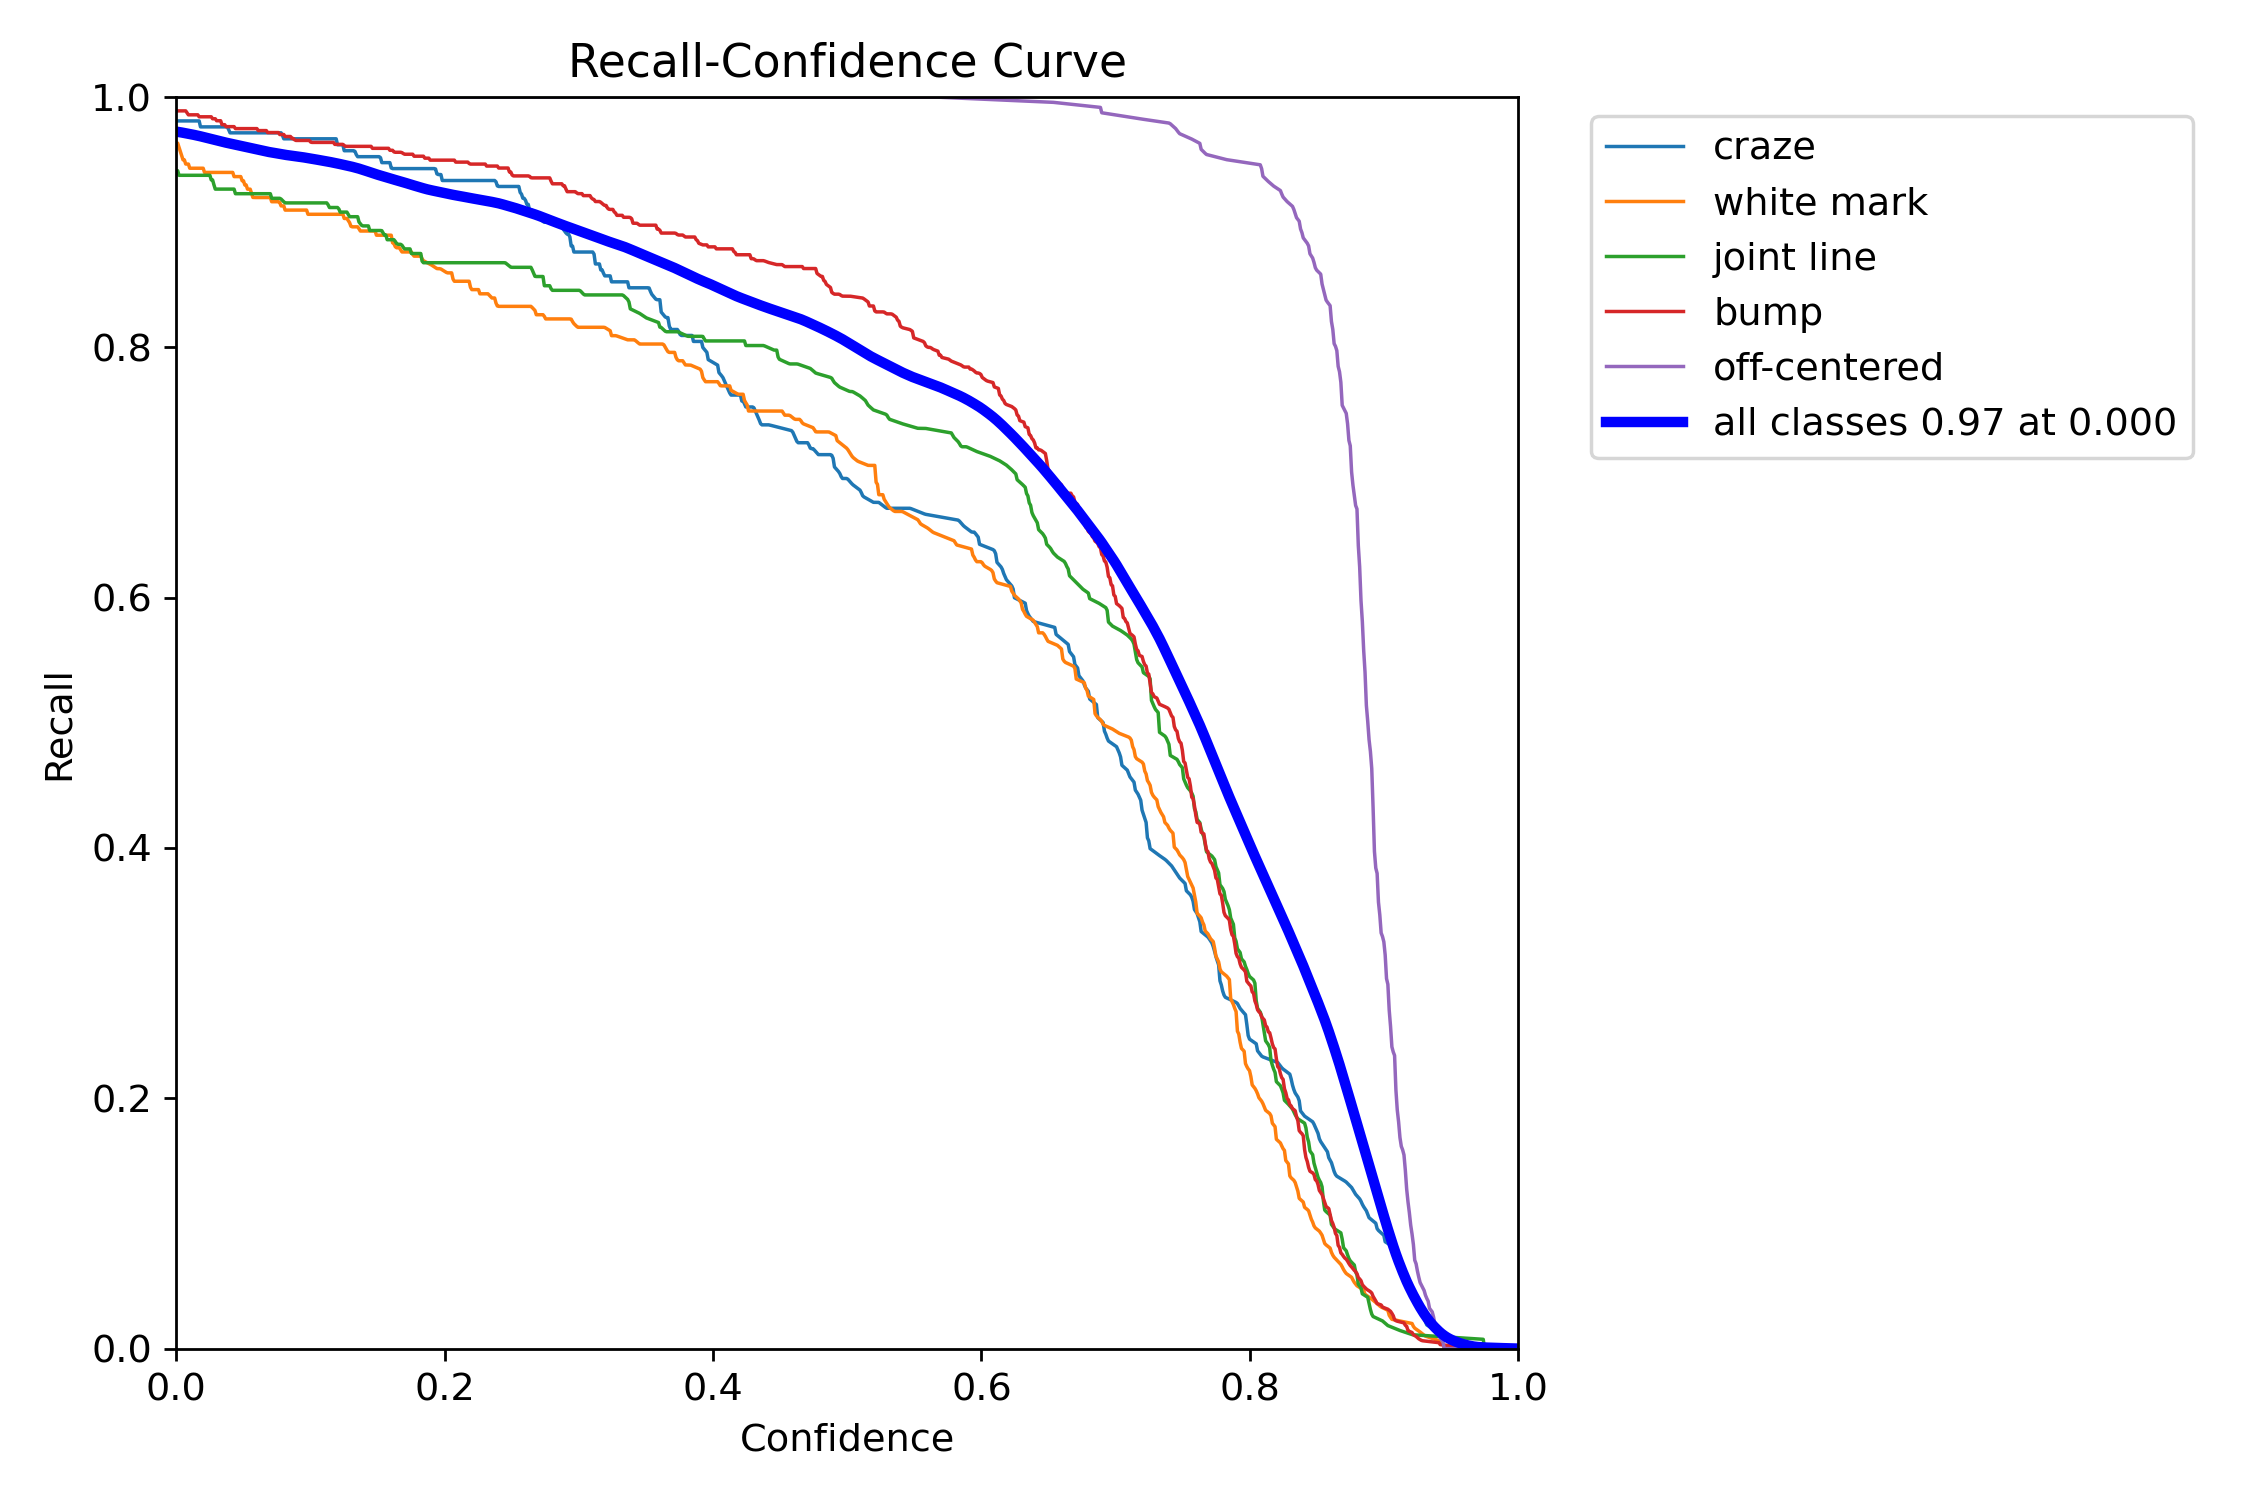 Recall-Confidence Curve
1.0
0.8
0.6
0.4
0.2
0.0
Recall
0.0 0.2 0.4 0.6 0.8 1.0
Confidence
craze
white mark
joint line
bump
off-centered
all classes 0.97 at 0.000